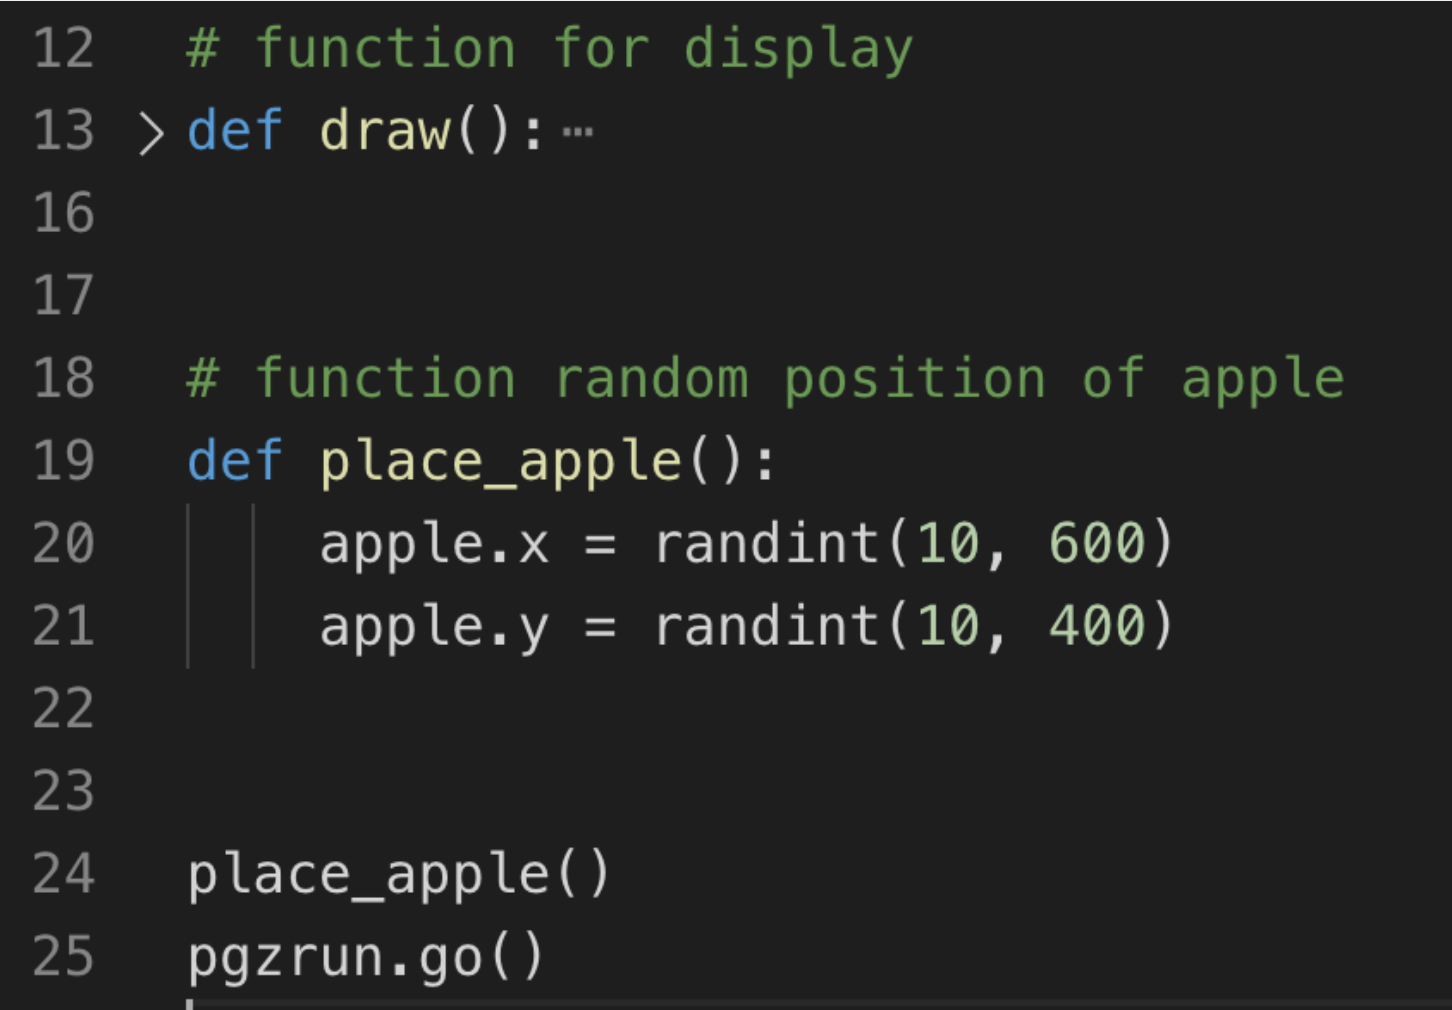 12 # function for display
13 > def draw():⋯
16
17
18 # function random position of apple
19 def place_apple():
20 apple.x = randint(10, 600)
21 apple.y = randint(10, 400)
22
23
24 place_apple()
25 pgzrun.go()